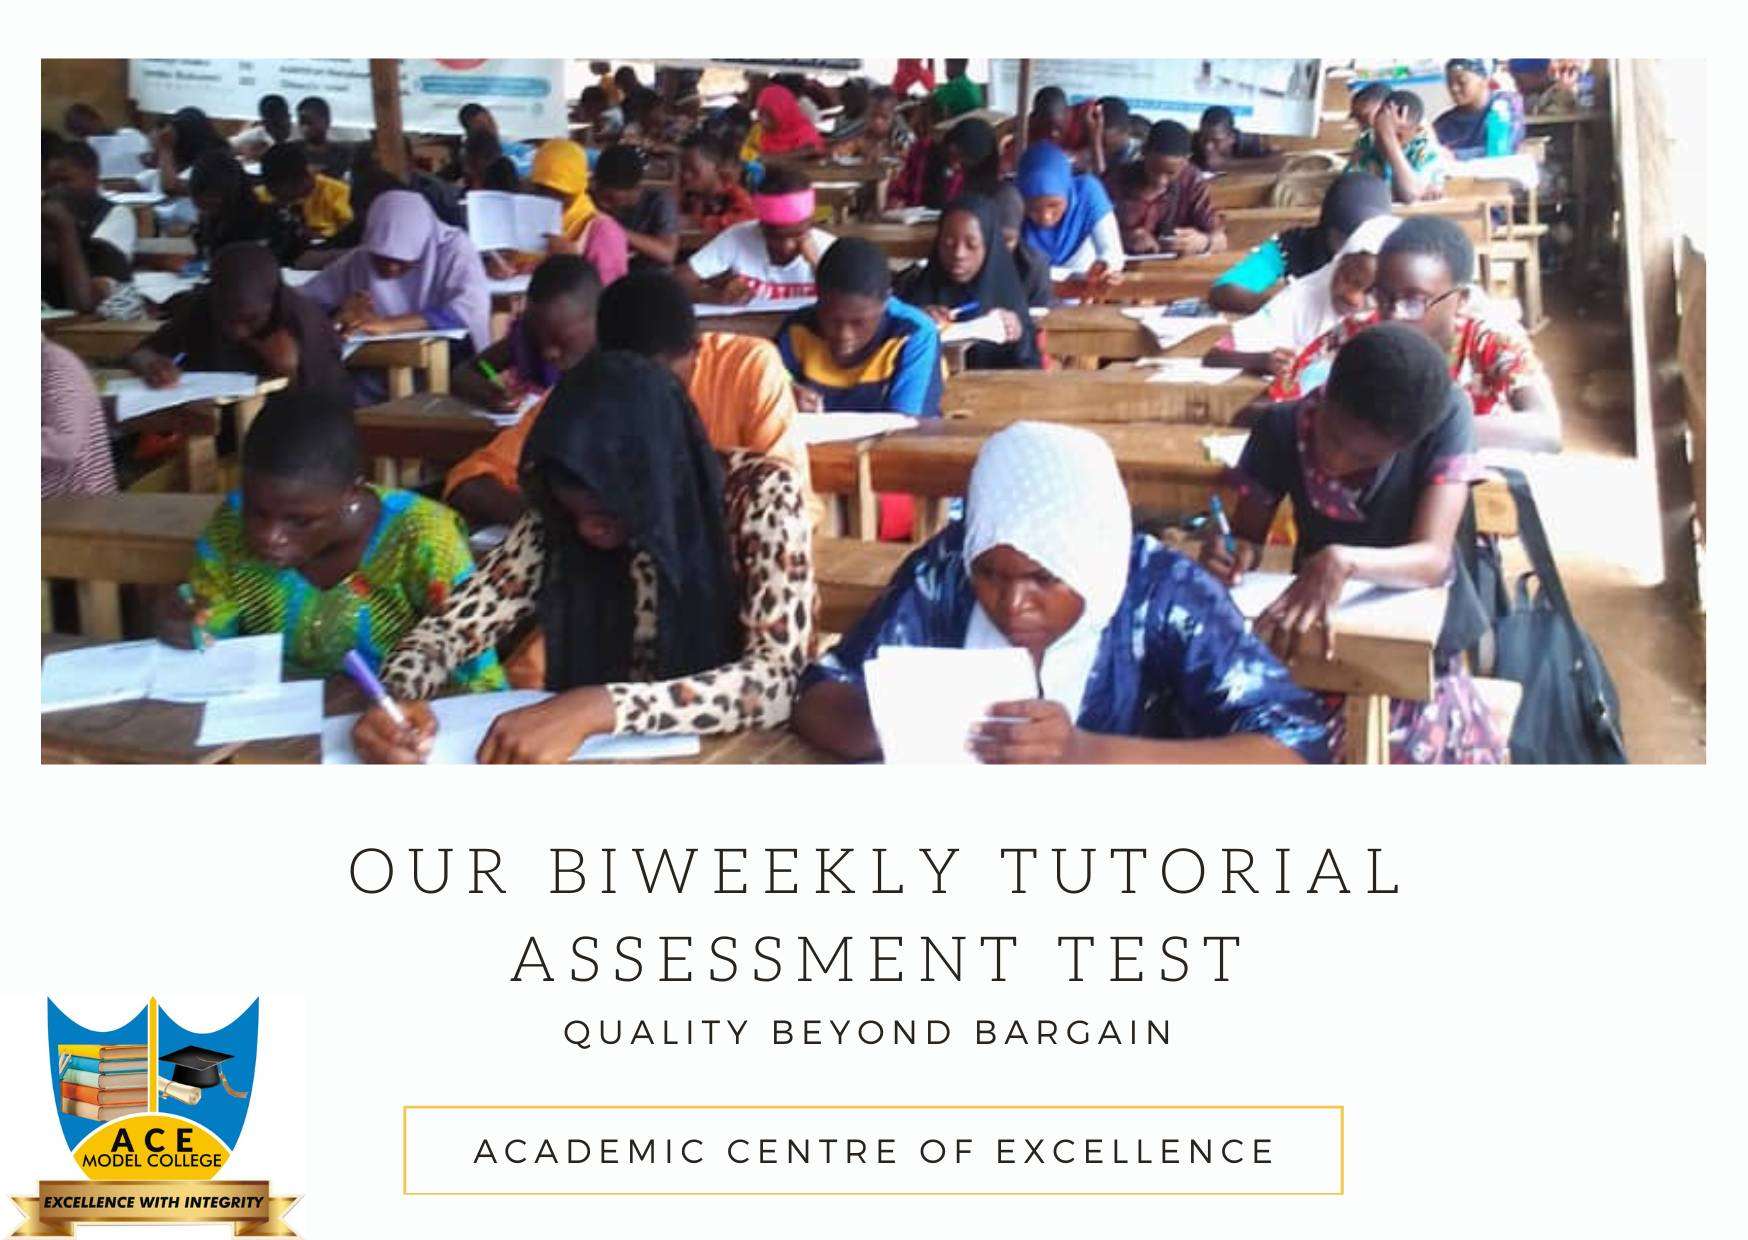 OUR BIWEEKLY TUTORIAL
ASSESSMENT TEST
QUALITY BEYOND BARGAIN
ACADEMIC CENTRE OF EXCELLENCE
ACE
MODEL COLLEGE
EXCELLENCE WITH INTEGRITY